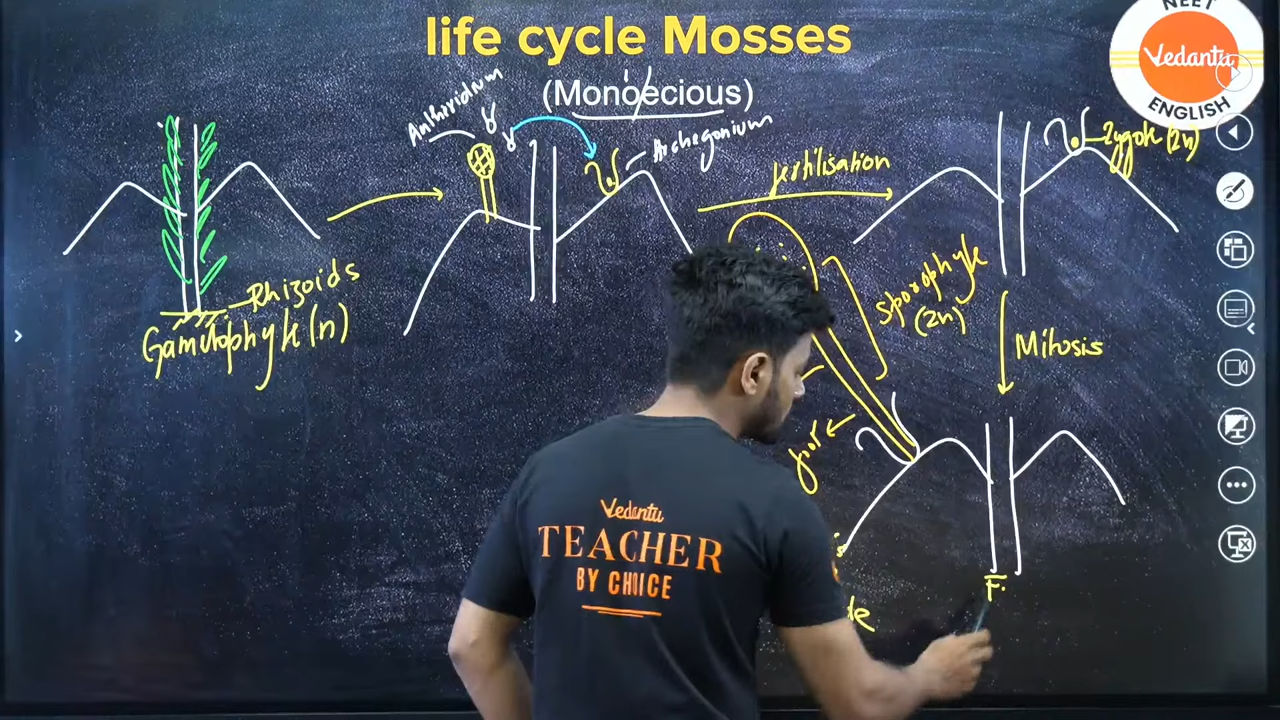 life cycle Mosses
(Monoecious)
NEET
Vedantu
ENGLISH
Antheridium
Archegonium
fertilisation
Zygote (2n)
Rhizoids
Gametophyte (n)
Sporophyte
(2n)
Mitosis
foot
F.
Vedantu
TEACHER
BY CHOICE